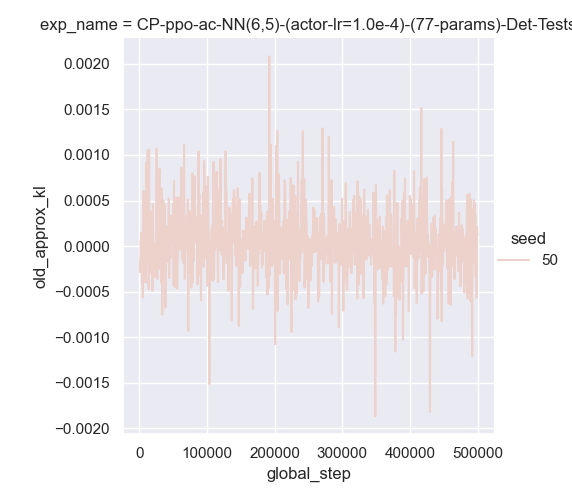 exp_name = CP-ppo-ac-NN(6,5)-(actor-lr=1.0e-4)-(77-params)-Det-Tests
0.0020
0.0015
0.0010
0.0005
0.0000
−0.0005
−0.0010
−0.0015
−0.0020
old_approx_kl
0 100000 200000 300000 400000 500000
global_step
seed
50